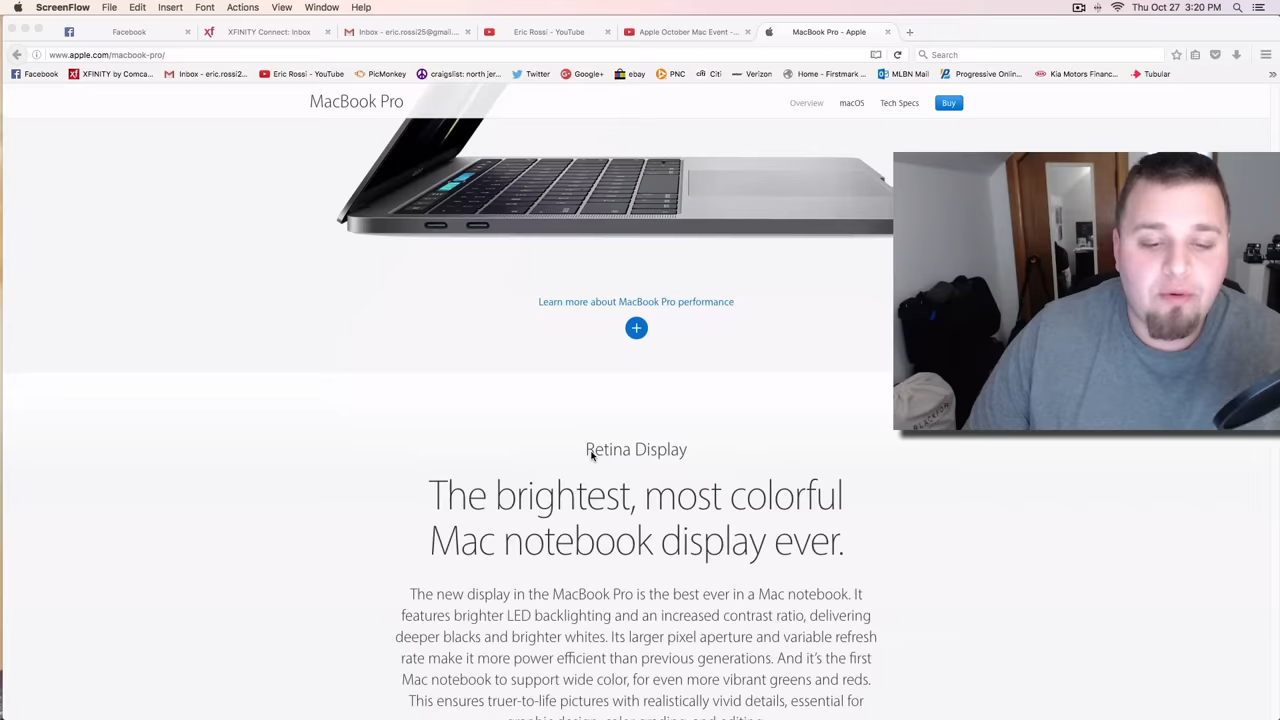 ScreenFlow File Edit Insert Font Actions View Window Help Thu Oct 27 3:20 PM
Facebook XFINITY Connect: Inbox Inbox - eric.rossi25@gmail.... Eric Rossi - YouTube Apple October Mac Event - ... MacBook Pro - Apple
www.apple.com/macbook-pro/ Search
Facebook XFINITY by Comca... Inbox - eric.rossi2... Eric Rossi - YouTube PicMonkey craigslist: north jer... Twitter Google+ ebay PNC Citi Verizon Home - Firstmark ... MLBN Mail Progressive Onlin... Kia Motors Financ... Tubular
MacBook Pro Overview macOS Tech Specs Buy
Learn more about MacBook Pro performance
Retina Display
The brightest, most colorful
Mac notebook display ever.
The new display in the MacBook Pro is the best ever in a Mac notebook. It
features brighter LED backlighting and an increased contrast ratio, delivering
deeper blacks and brighter whites. Its larger pixel aperture and variable refresh
rate make it more power efficient than previous generations. And it's the first
Mac notebook to support wide color, for even more vibrant greens and reds.
This ensures truer-to-life pictures with realistically vivid details, essential for